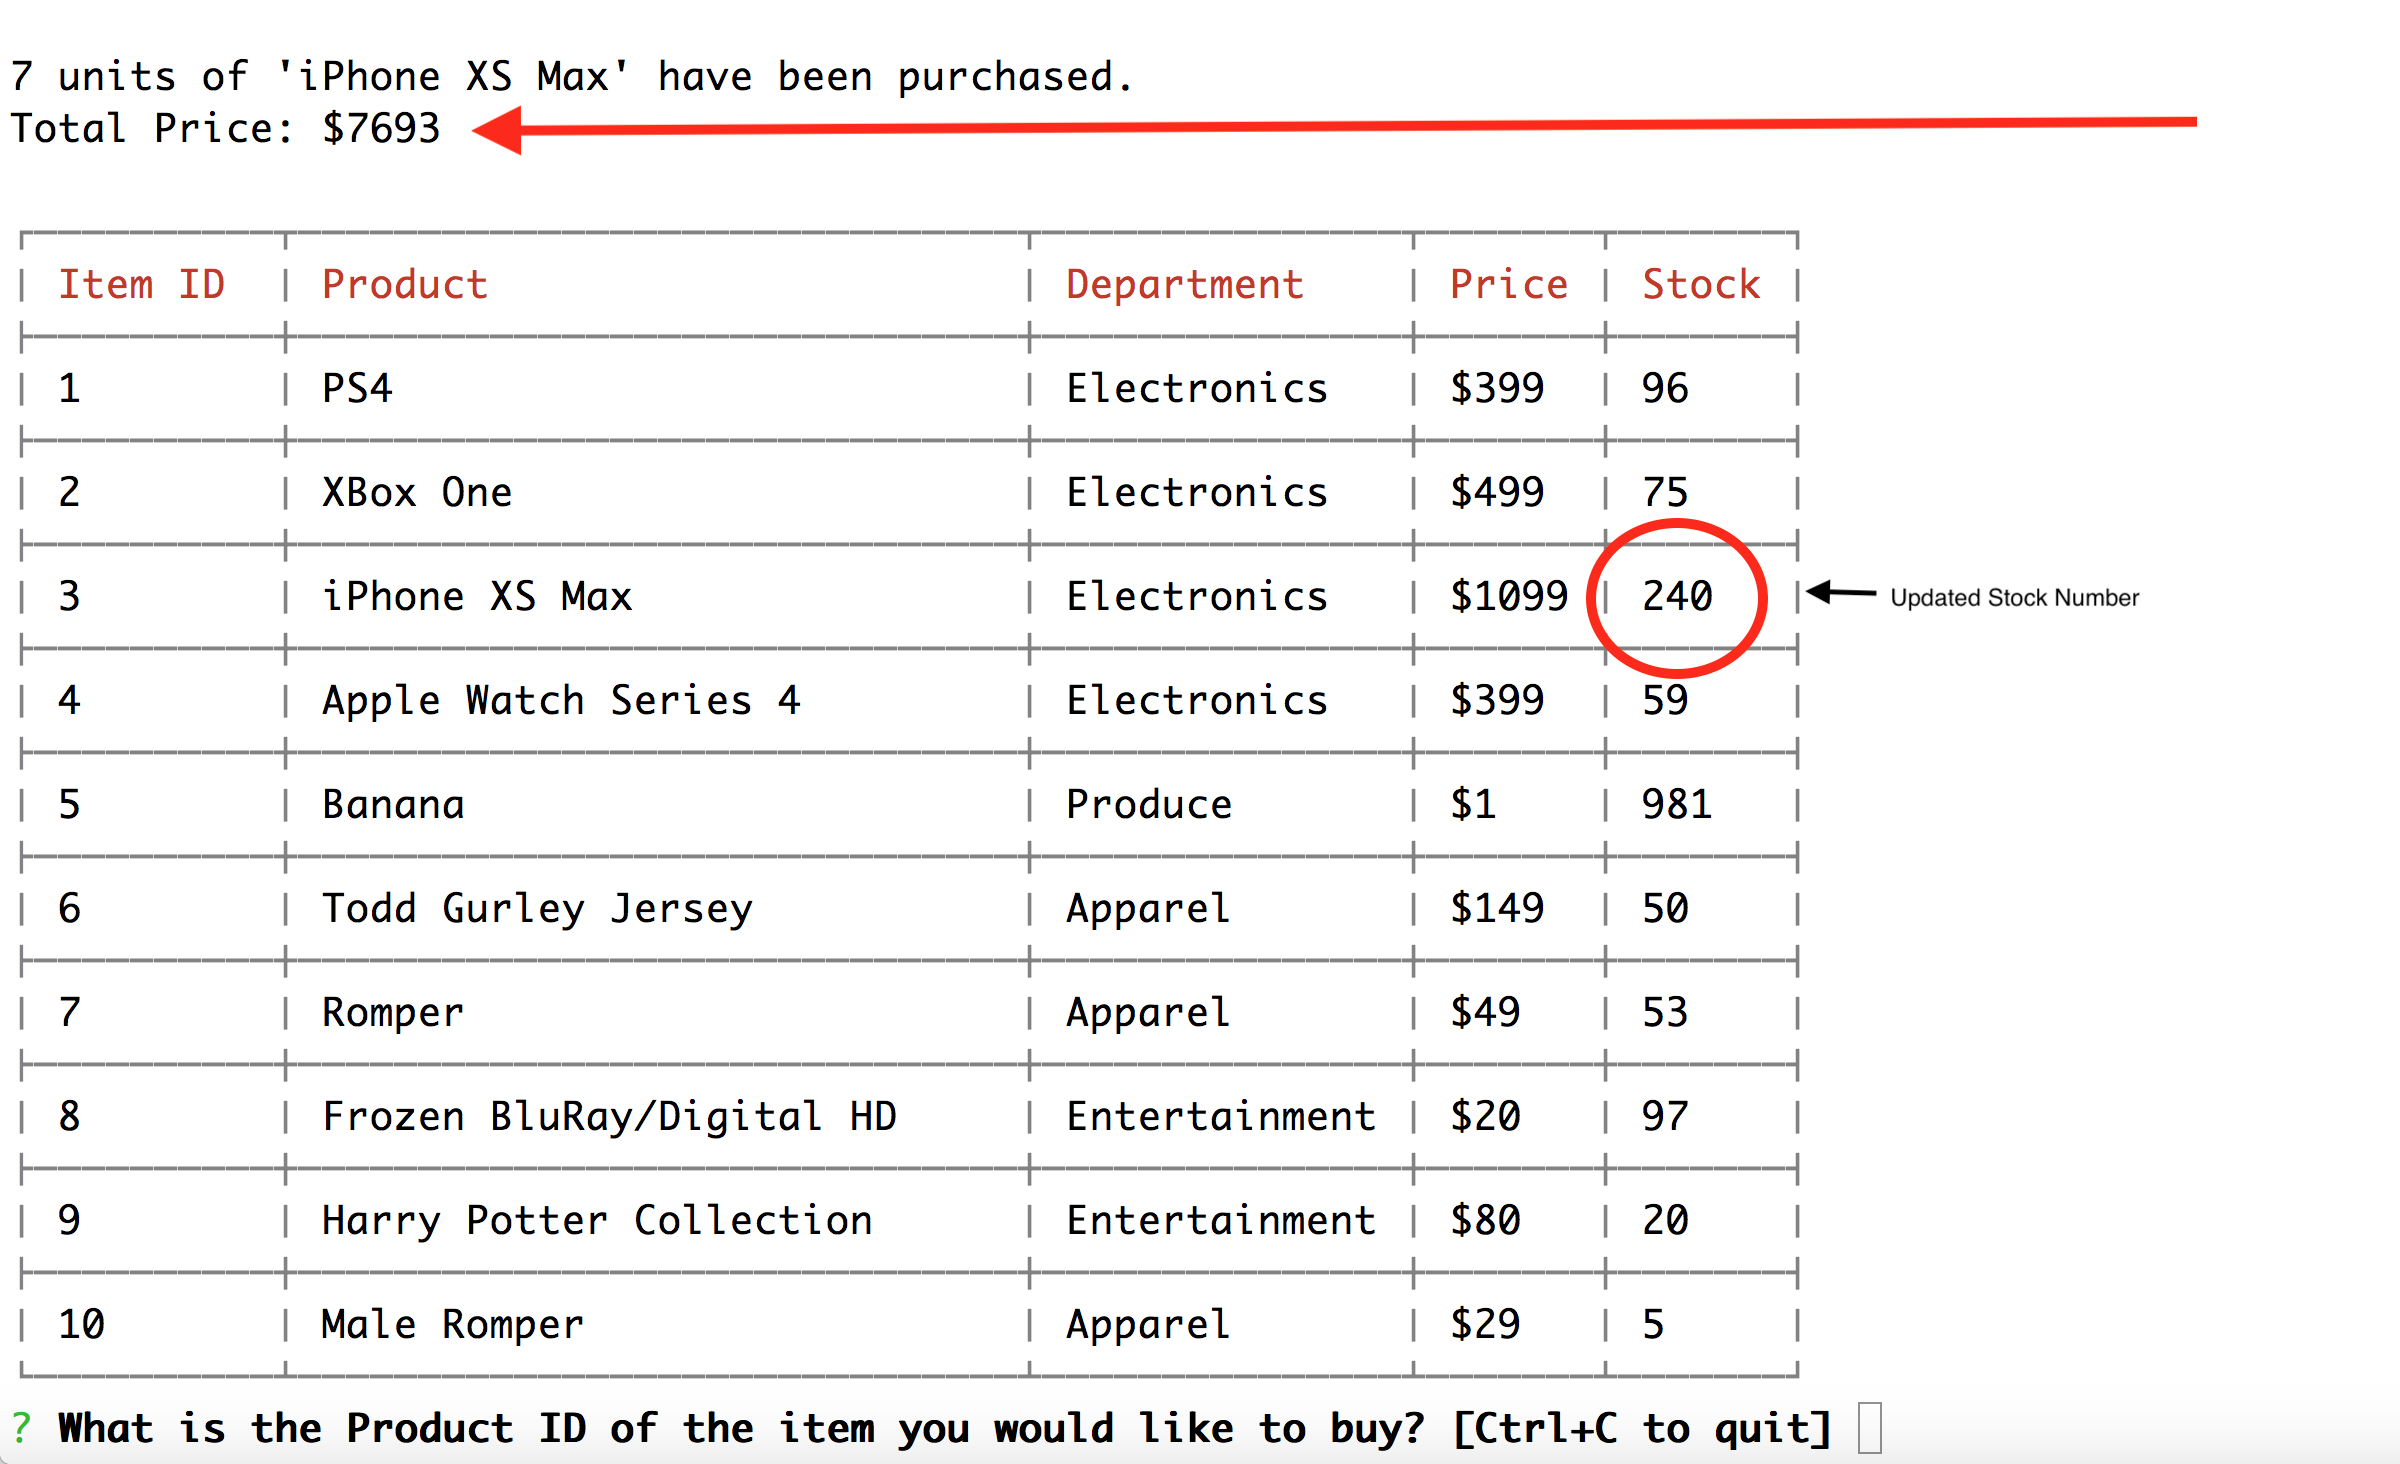 7 units of 'iPhone XS Max' have been purchased.
Total Price: $7693
Item ID Product Department Price Stock
1 PS4 Electronics $399 96
2 XBox One Electronics $499 75
3 iPhone XS Max Electronics $1099 240 Updated Stock Number
4 Apple Watch Series 4 Electronics $399 59
5 Banana Produce $1 981
6 Todd Gurley Jersey Apparel $149 50
7 Romper Apparel $49 53
8 Frozen BluRay/Digital HD Entertainment $20 97
9 Harry Potter Collection Entertainment $80 20
10 Male Romper Apparel $29 5
? What is the Product ID of the item you would like to buy? [Ctrl+C to quit]